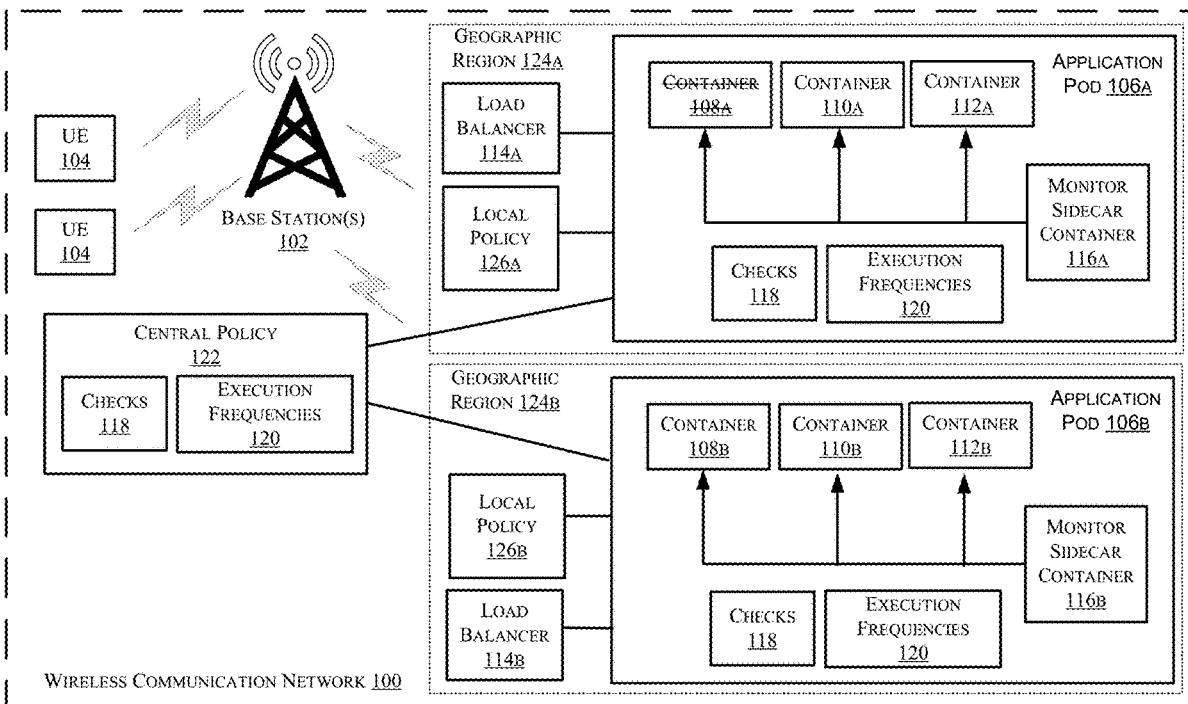 UE
104
UE
104
BASE STATION(S)
102
CENTRAL POLICY
122
CHECKS
118
EXECUTION
FREQUENCIES
120
WIRELESS COMMUNICATION NETWORK 100
GEOGRAPHIC
REGION 124A
LOAD
BALANCER
114A
LOCAL
POLICY
126A
APPLICATION
POD 106A
CONTAINER
108A
CONTAINER
110A
CONTAINER
112A
MONITOR
SIDECAR
CONTAINER
116A
CHECKS
118
EXECUTION
FREQUENCIES
120
GEOGRAPHIC
REGION 124B
LOCAL
POLICY
126B
LOAD
BALANCER
114B
APPLICATION
POD 106B
CONTAINER
108B
CONTAINER
110B
CONTAINER
112B
MONITOR
SIDECAR
CONTAINER
116B
CHECKS
118
EXECUTION
FREQUENCIES
120